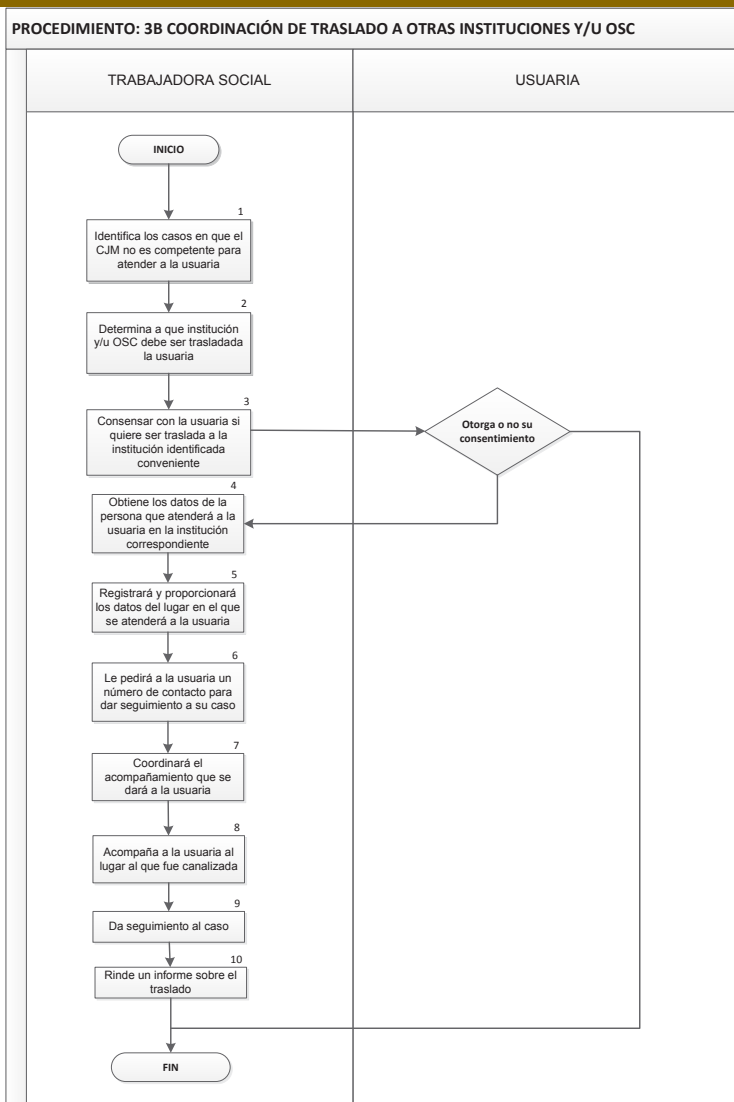 PROCEDIMIENTO: 3B COORDINACIÓN DE TRASLADO A OTRAS INSTITUCIONES Y/U OSC
TRABAJADORA SOCIAL
USUARIA
INICIO
1
Identifica los casos en que el
CJM no es competente para
atender a la usuaria
2
Determina a que institución
y/u OSC debe ser trasladada
la usuaria
3
Consensar con la usuaria si
quiere ser traslada a la
institución identificada
conveniente
Otorga o no su
consentimiento
4
Obtiene los datos de la
persona que atenderá a la
usuaria en la institución
correspondiente
5
Registrará y proporcionará
los datos del lugar en el que
se atenderá a la usuaria
6
Le pedirá a la usuaria un
número de contacto para
dar seguimiento a su caso
7
Coordinará el
acompañamiento que se
dará a la usuaria
8
Acompaña a la usuaria al
lugar al que fue canalizada
9
Da seguimiento al caso
10
Rinde un informe sobre el
traslado
FIN